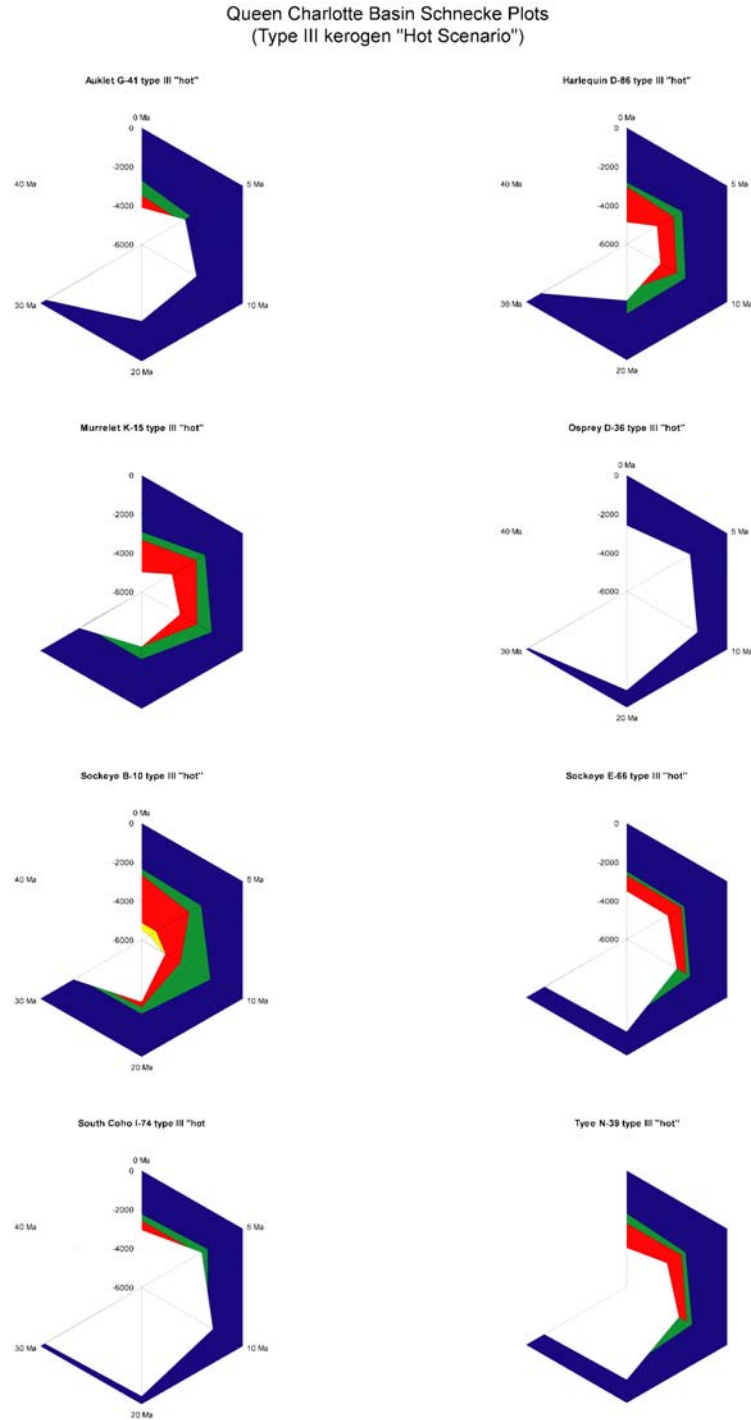 Queen Charlotte Basin Schnecke Plots
(Type III kerogen "Hot Scenario")
Auklet G-41 type III "hot"
0 Ma
0
-2000
40 Ma
5 Ma
-4000
-6000
30 Ma
10 Ma
20 Ma
Harlequin D-86 type III "hot"
0 Ma
0
-2000
40 Ma
5 Ma
-4000
-6000
30 Ma
10 Ma
20 Ma
Murrelet K-15 type III "hot"
0
-2000
-4000
-6000
Osprey D-36 type III "hot"
0 Ma
0
-2000
40 Ma
5 Ma
-4000
-6000
30 Ma
10 Ma
20 Ma
Sockeye B-10 type III "hot"
0 Ma
0
-2000
40 Ma
5 Ma
-4000
-6000
30 Ma
10 Ma
20 Ma
Sockeye E-66 type III "hot"
0
-2000
-4000
-6000
South Coho I-74 type III "hot
0 Ma
0
-2000
40 Ma
5 Ma
-4000
-6000
30 Ma
10 Ma
20 Ma
Tyee N-39 type III "hot"